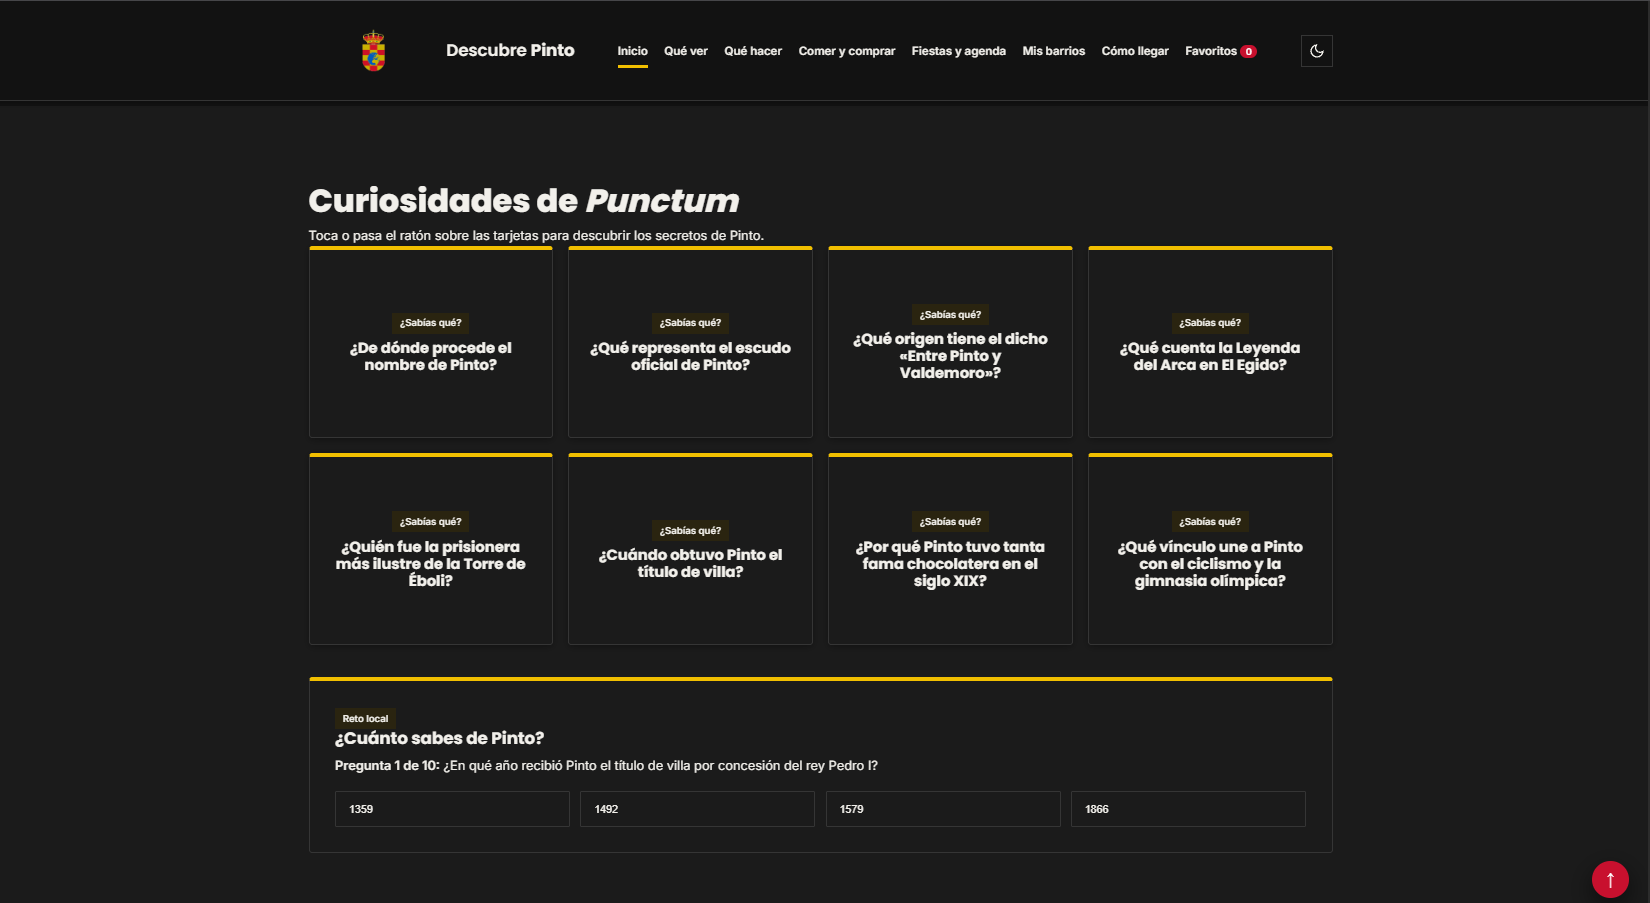 Descubre Pinto
Inicio Qué ver Qué hacer Comer y comprar Fiestas y agenda Mis barrios Cómo llegar Favoritos 0
Curiosidades de Punctum
Toca o pasa el ratón sobre las tarjetas para descubrir los secretos de Pinto.
¿Sabías qué?
¿De dónde procede el
nombre de Pinto?
¿Sabías qué?
¿Qué representa el escudo
oficial de Pinto?
¿Sabías qué?
¿Qué origen tiene el dicho
«Entre Pinto y
Valdemoro»?
¿Sabías qué?
¿Qué cuenta la Leyenda
del Arca en El Egido?
¿Sabías qué?
¿Quién fue la prisionera
más ilustre de la Torre de
Éboli?
¿Sabías qué?
¿Cuándo obtuvo Pinto el
título de villa?
¿Sabías qué?
¿Por qué Pinto tuvo tanta
fama chocolatera en el
siglo XIX?
¿Sabías qué?
¿Qué vínculo une a Pinto
con el ciclismo y la
gimnasia olímpica?
Reto local
¿Cuánto sabes de Pinto?
Pregunta 1 de 10: ¿En qué año recibió Pinto el título de villa por concesión del rey Pedro I?
1359
1492
1579
1866
↑